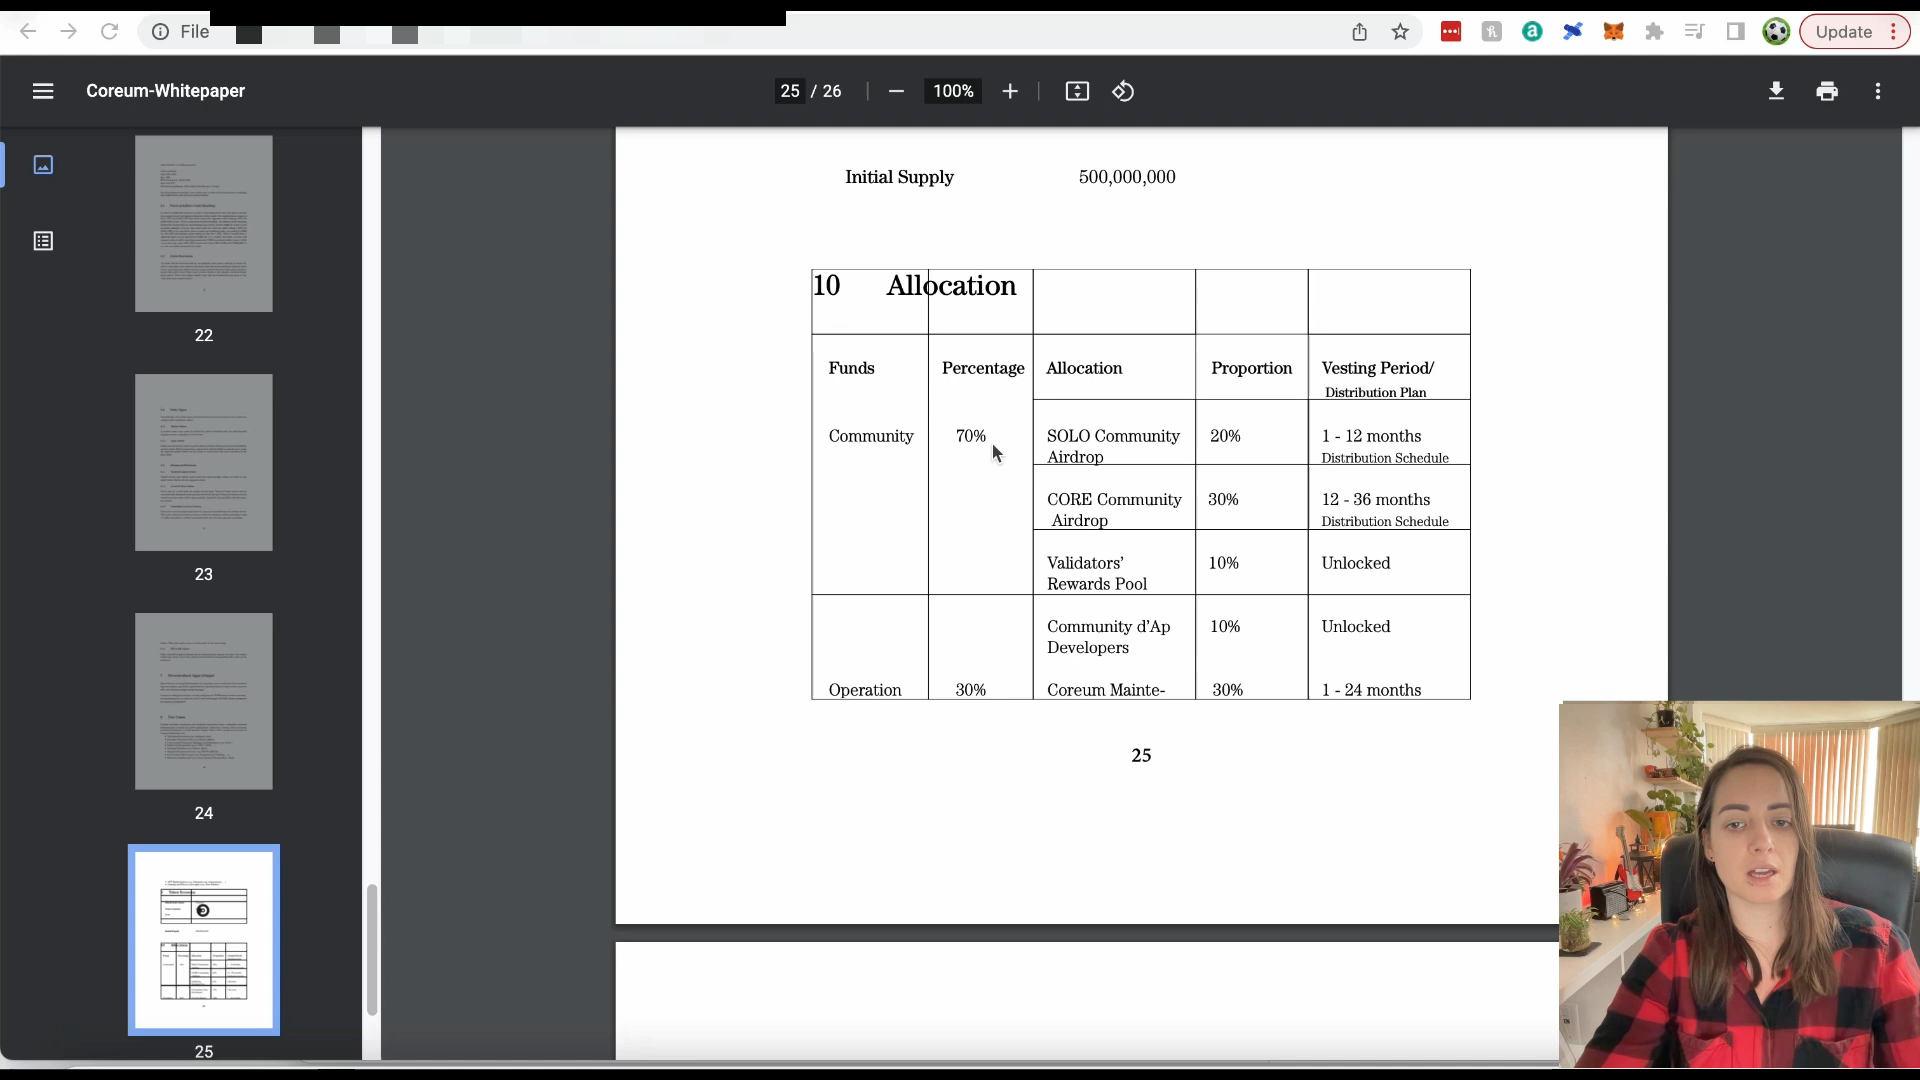 File
Update
Coreum-Whitepaper
25 / 26
100%
22
23
24
25
Initial Supply 500,000,000
10 Allocation
Funds Percentage Allocation Proportion Vesting Period/
Distribution Plan
Community 70% SOLO Community 20% 1 - 12 months
Airdrop Distribution Schedule
CORE Community 30% 12 - 36 months
Airdrop Distribution Schedule
Validators' 10% Unlocked
Rewards Pool
Community d'Ap 10% Unlocked
Developers
Operation 30% Coreum Mainte- 30% 1 - 24 months
25